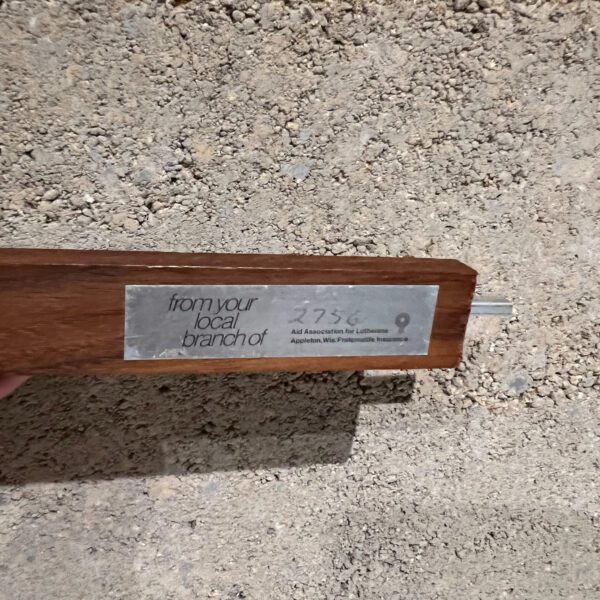 from your
local
branch of
2756
Aid Association for Lutherans
Appleton, Wis. Fraternalife Insurance